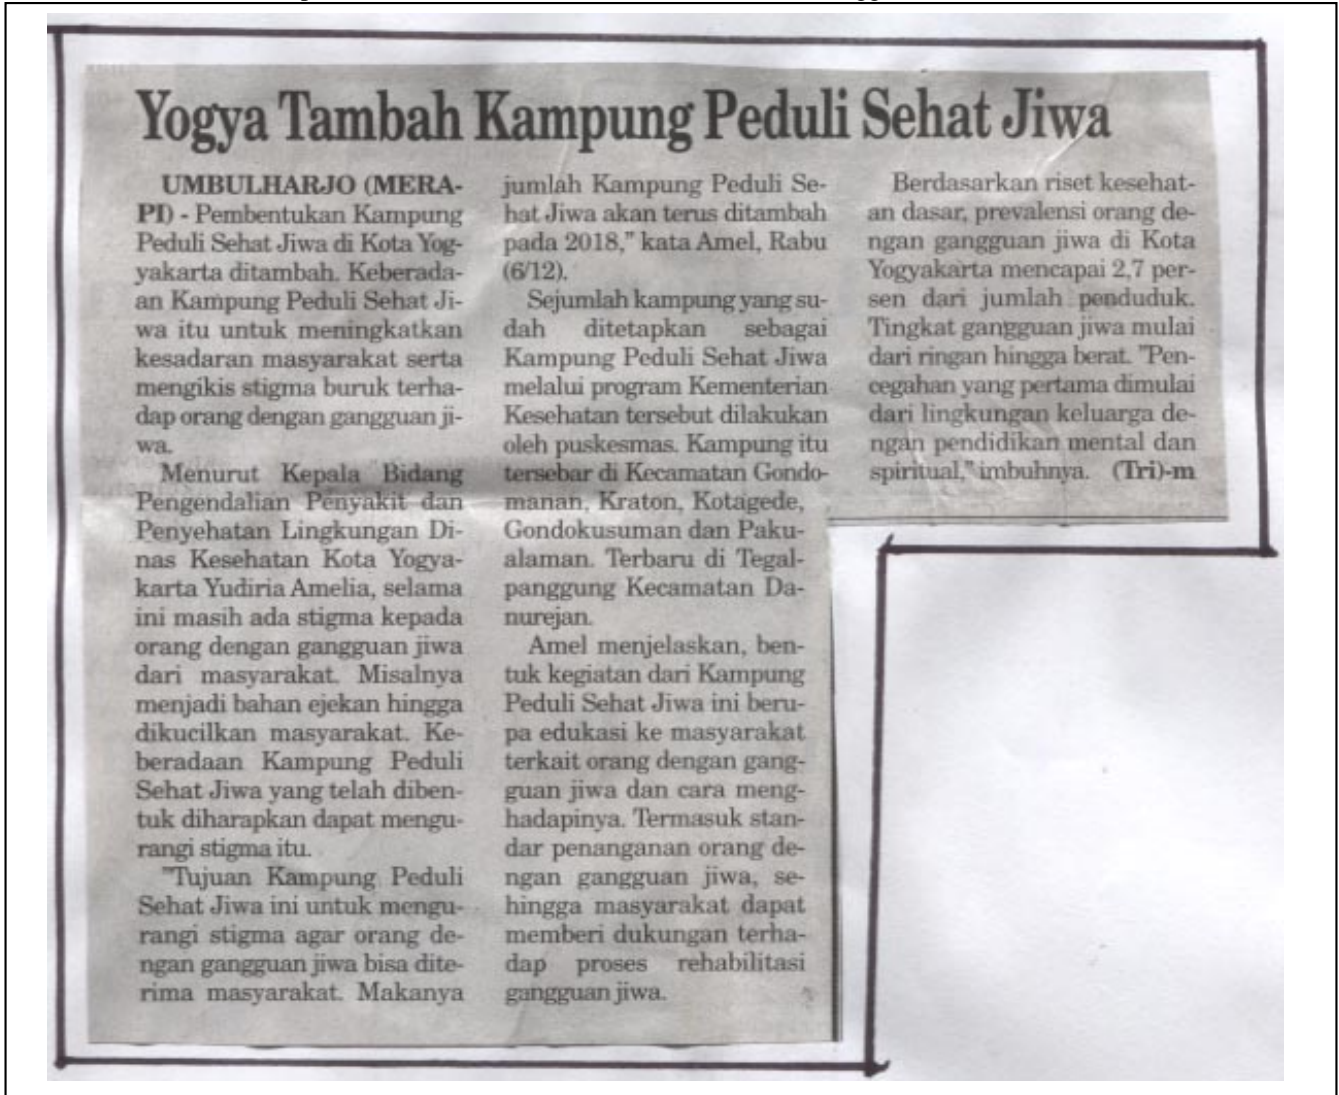 Yogya Tambah Kampung Peduli Sehat Jiwa
UMBULHARJO (MERA-
PI) - Pembentukan Kampung
Peduli Sehat Jiwa di Kota Yog-
yakarta ditambah. Keberada-
an Kampung Peduli Sehat Ji-
wa itu untuk meningkatkan
kesadaran masyarakat serta
mengikis stigma buruk terha-
dap orang dengan gangguan ji-
wa.
Menurut Kepala Bidang
Pengendalian Penyakit dan
Penyehatan Lingkungan Di-
nas Kesehatan Kota Yogya-
karta Yudiria Amelia, selama
ini masih ada stigma kepada
orang dengan gangguan jiwa
dari masyarakat. Misalnya
menjadi bahan ejekan hingga
dikucilkan masyarakat. Ke-
beradaan Kampung Peduli
Sehat Jiwa yang telah diben-
tuk diharapkan dapat mengu-
rangi stigma itu.
"Tujuan Kampung Peduli
Sehat Jiwa ini untuk mengu-
rangi stigma agar orang de-
ngan gangguan jiwa bisa dite-
rima masyarakat. Makanya
jumlah Kampung Peduli Se-
hat Jiwa akan terus ditambah
pada 2018," kata Amel, Rabu
(6/12).
Sejumlah kampung yang su-
dah ditetapkan sebagai
Kampung Peduli Sehat Jiwa
melalui program Kementerian
Kesehatan tersebut dilakukan
oleh puskesmas. Kampung itu
tersebar di Kecamatan Gondo-
manan, Kraton, Kotagede,
Gondokusuman dan Paku-
alaman. Terbaru di Tegal-
panggung Kecamatan Da-
nurejan.
Amel menjelaskan, ben-
tuk kegiatan dari Kampung
Peduli Sehat Jiwa ini beru-
pa edukasi ke masyarakat
terkait orang dengan gang-
guan jiwa dan cara meng-
hadapinya. Termasuk stan-
dar penanganan orang de-
ngan gangguan jiwa, se-
hingga masyarakat dapat
memberi dukungan terha-
dap proses rehabilitasi
gangguan jiwa.
Berdasarkan riset kesehat-
an dasar, prevalensi orang de-
ngan gangguan jiwa di Kota
Yogyakarta mencapai 2,7 per-
sen dari jumlah penduduk.
Tingkat gangguan jiwa mulai
dari ringan hingga berat. "Pen-
cegahan yang pertama dimulai
dari lingkungan keluarga de-
ngan pendidikan mental dan
spiritual," imbuhnya. (Tri)-m